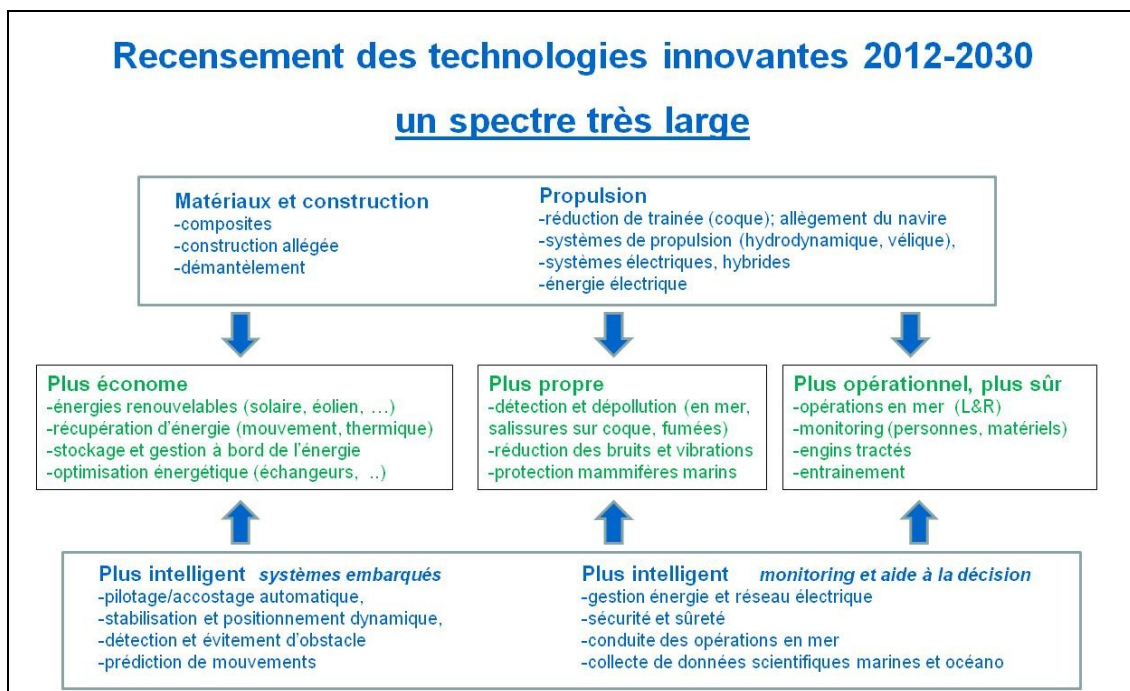 Recensement des technologies innovantes 2012-2030
un spectre très large
Matériaux et construction
-composites
-construction allégée
-démantèlement
Propulsion
-réduction de trainée (coque); allègement du navire
-systèmes de propulsion (hydrodynamique, vélique),
-systèmes électriques, hybrides
-énergie électrique
Plus économe
-énergies renouvelables (solaire, éolien, ...)
-récupération d'énergie (mouvement, thermique)
-stockage et gestion à bord de l'énergie
-optimisation énergétique (échangeurs, ..)
Plus propre
-détection et dépollution (en mer,
salissures sur coque, fumées)
-réduction des bruits et vibrations
-protection mammifères marins
Plus opérationnel, plus sûr
-opérations en mer (L&R)
-monitoring (personnes, matériels)
-engins tractés
-entrainement
Plus intelligent systèmes embarqués
-pilotage/accostage automatique,
-stabilisation et positionnement dynamique,
-détection et évitement d'obstacle
-prédiction de mouvements
Plus intelligent monitoring et aide à la décision
-gestion énergie et réseau électrique
-sécurité et sûreté
-conduite des opérations en mer
-collecte de données scientifiques marines et océano